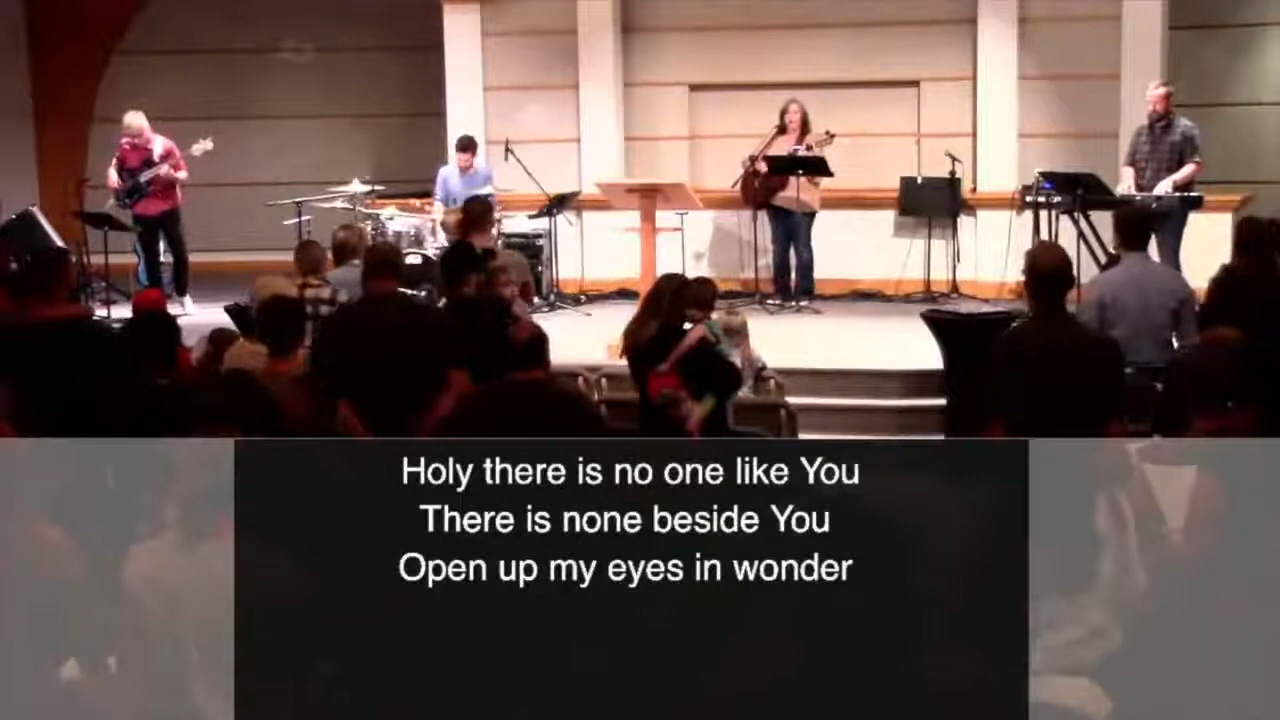 Holy there is no one like You
There is none beside You
Open up my eyes in wonder